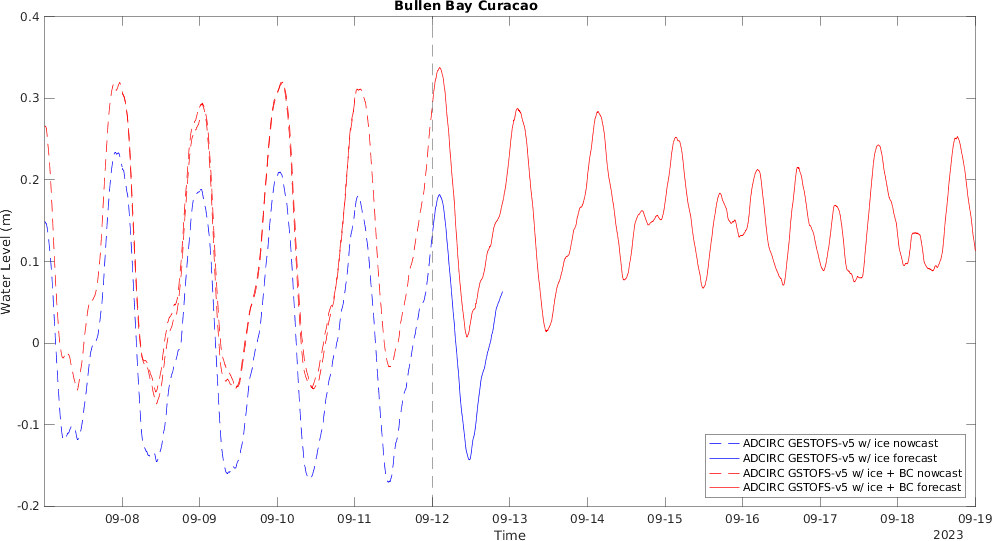 Bullen Bay Curacao
0.4
0.3
0.2
0.1
0
-0.1
-0.2
Water Level (m)
ADCIRC GESTOFS-v5 w/ ice nowcast
ADCIRC GESTOFS-v5 w/ ice forecast
ADCIRC GSTOFS-v5 w/ ice + BC nowcast
ADCIRC GSTOFS-v5 w/ ice + BC forecast
09-08 09-09 09-10 09-11 09-12 09-13 09-14 09-15 09-16 09-17 09-18 09-19
Time
2023